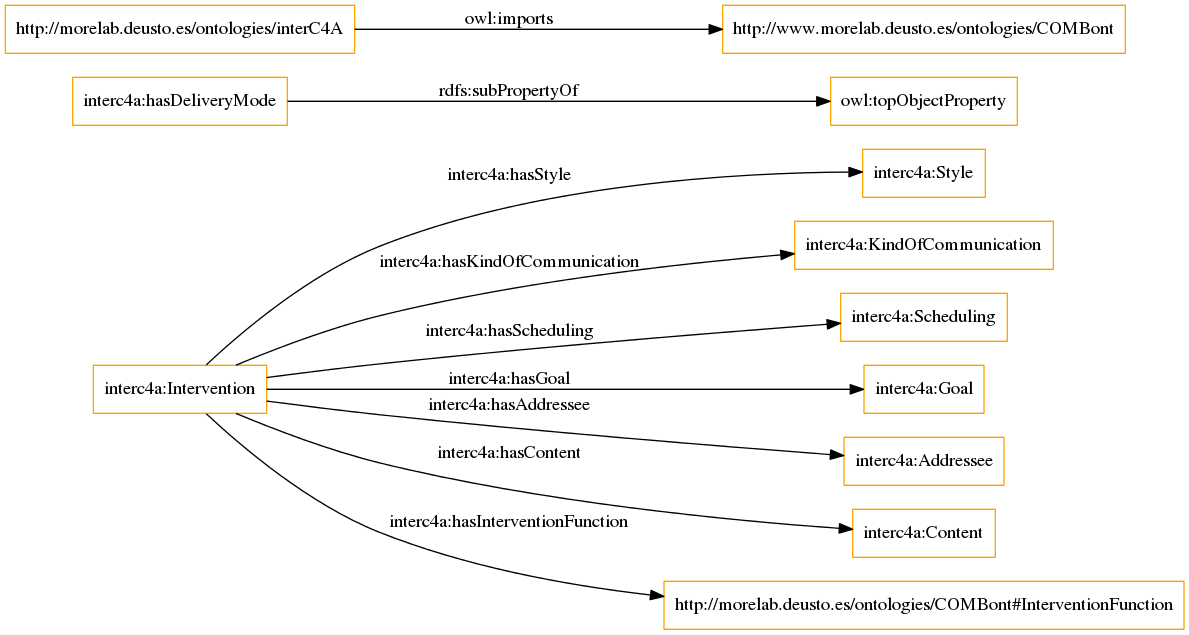 http://morelab.deusto.es/ontologies/interC4A
owl:imports
http://www.morelab.deusto.es/ontologies/COMBont
interc4a:hasDeliveryMode
rdfs:subPropertyOf
owl:topObjectProperty
interc4a:hasStyle
interc4a:Style
interc4a:hasKindOfCommunication
interc4a:KindOfCommunication
interc4a:hasScheduling
interc4a:Scheduling
interc4a:Intervention
interc4a:hasGoal
interc4a:Goal
interc4a:hasAddressee
interc4a:Addressee
interc4a:hasContent
interc4a:Content
interc4a:hasInterventionFunction
http://morelab.deusto.es/ontologies/COMBont#InterventionFunction